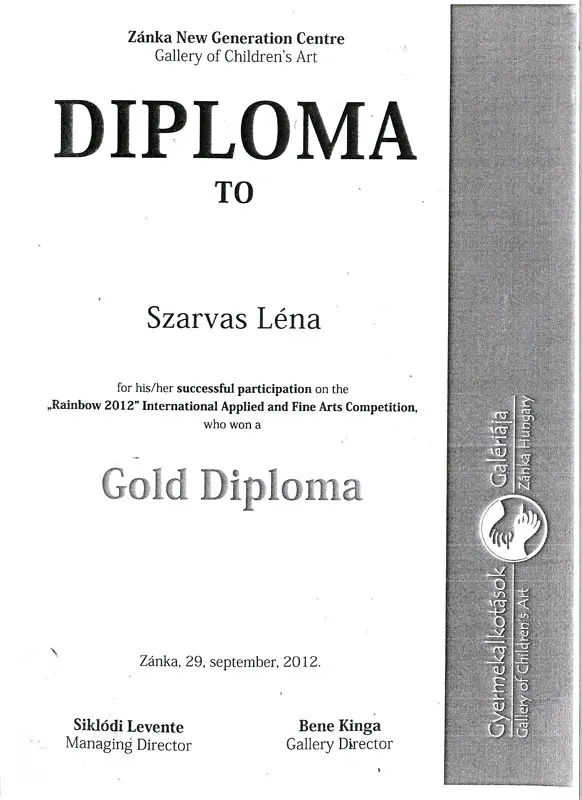 Zánka New Generation Centre
Gallery of Children's Art
DIPLOMA
TO
Szarvas Léna
for his/her successful participation on the
„Rainbow 2012” International Applied and Fine Arts Competition,
who won a
Gold Diploma
Zánka, 29, september, 2012.
Siklódi Levente
Managing Director
Bene Kinga
Gallery Director
Gyermekalkotások Galériája
Gallery of Children's Art Zánka Hungary